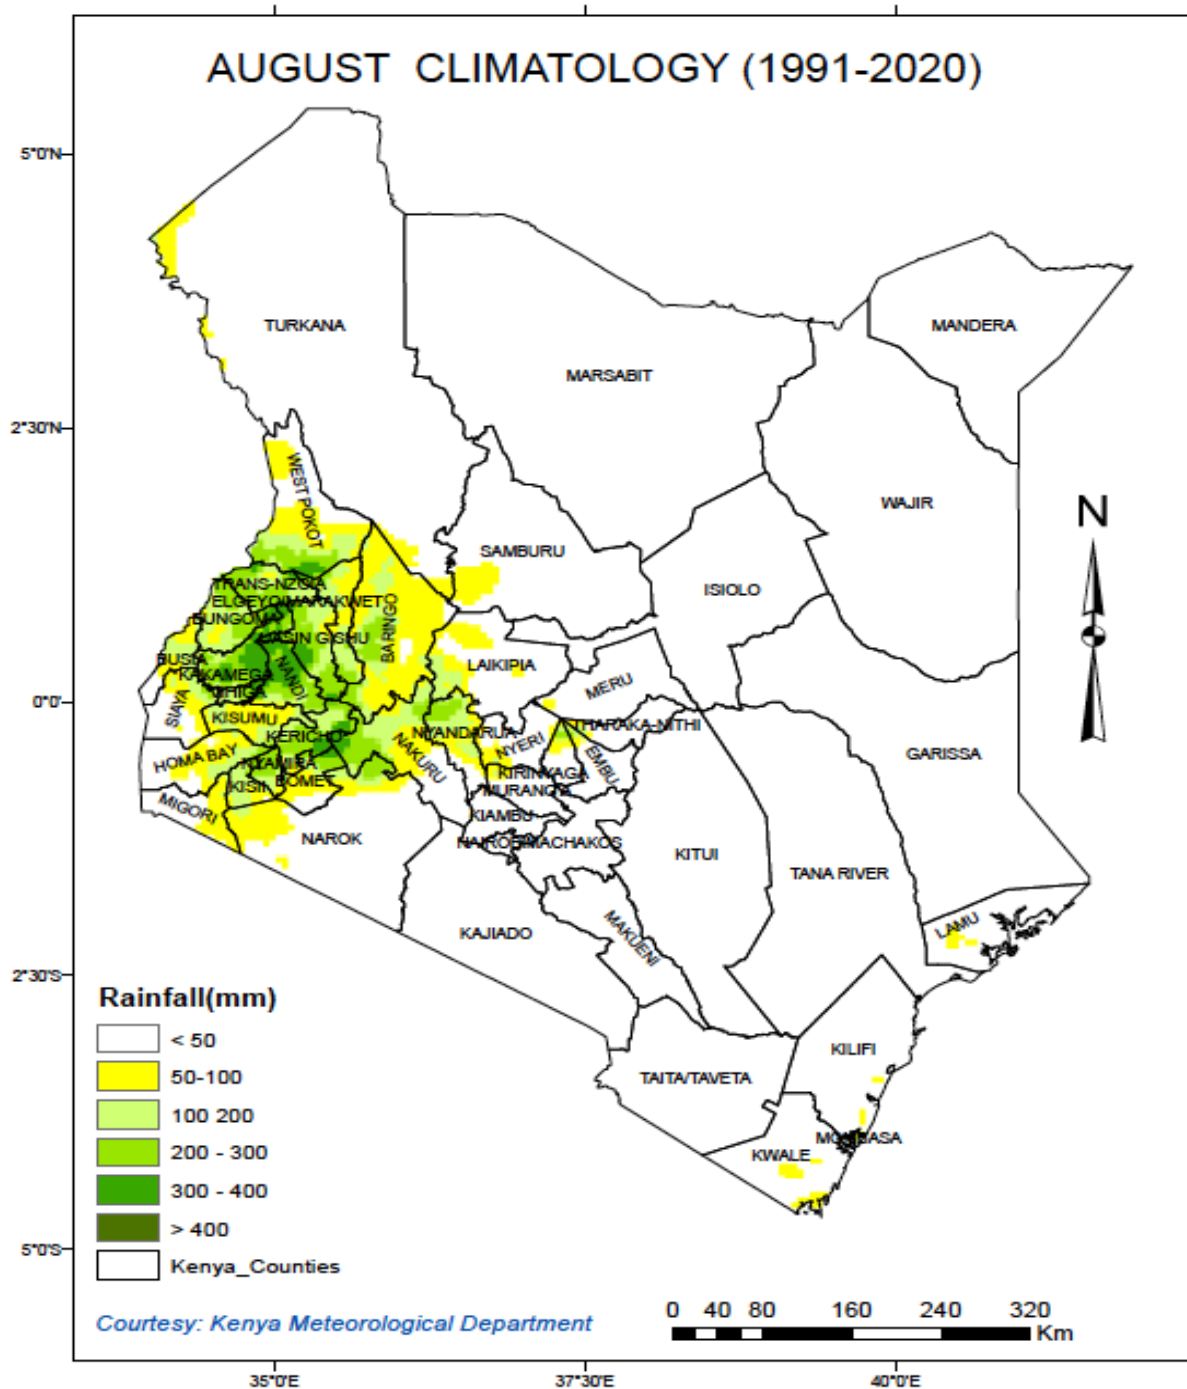 AUGUST CLIMATOLOGY (1991-2020)
5°0'N
2°30'N
0°0'
2°30'S
5°0'S
TURKANA
MANDERA
MARSABIT
WEST POKOT
WAJIR
SAMBURU
ISIOLO
TRANS-NZOIA
ELGEYO/MARAKWET
BUNGOMA
UASIN GISHU
BARINGO
BUSIA
KAKAMEGA
NANDI
LAIKIPIA
MERU
VIHIGA
SIAYA
KISUMU
KERICHO
NYANDARUA
THARAKA-NITHI
NYERI
GARISSA
HOMA BAY
NYAMIRA
NAKURU
EMBU
KISII
BOMET
KIRINYAGA
MURANG'A
MIGORI
NAROK
KIAMBU
NAIROBI
MACHAKOS
KITUI
TANA RIVER
KAJIADO
MAKUENI
LAMU
KILIFI
TAITA/TAVETA
MOMBASA
KWALE
N
Rainfall(mm)
< 50
50-100
100 200
200 - 300
300 - 400
> 400
Kenya_Counties
Courtesy: Kenya Meteorological Department
0 40 80 160 240 320
Km
35°0'E
37°30'E
40°0'E